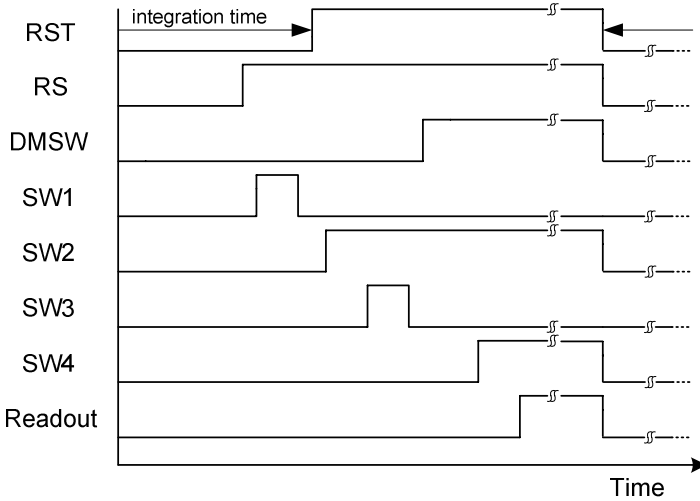 integration time
RST
RS
DMSW
SW1
SW2
SW3
SW4
Readout
Time